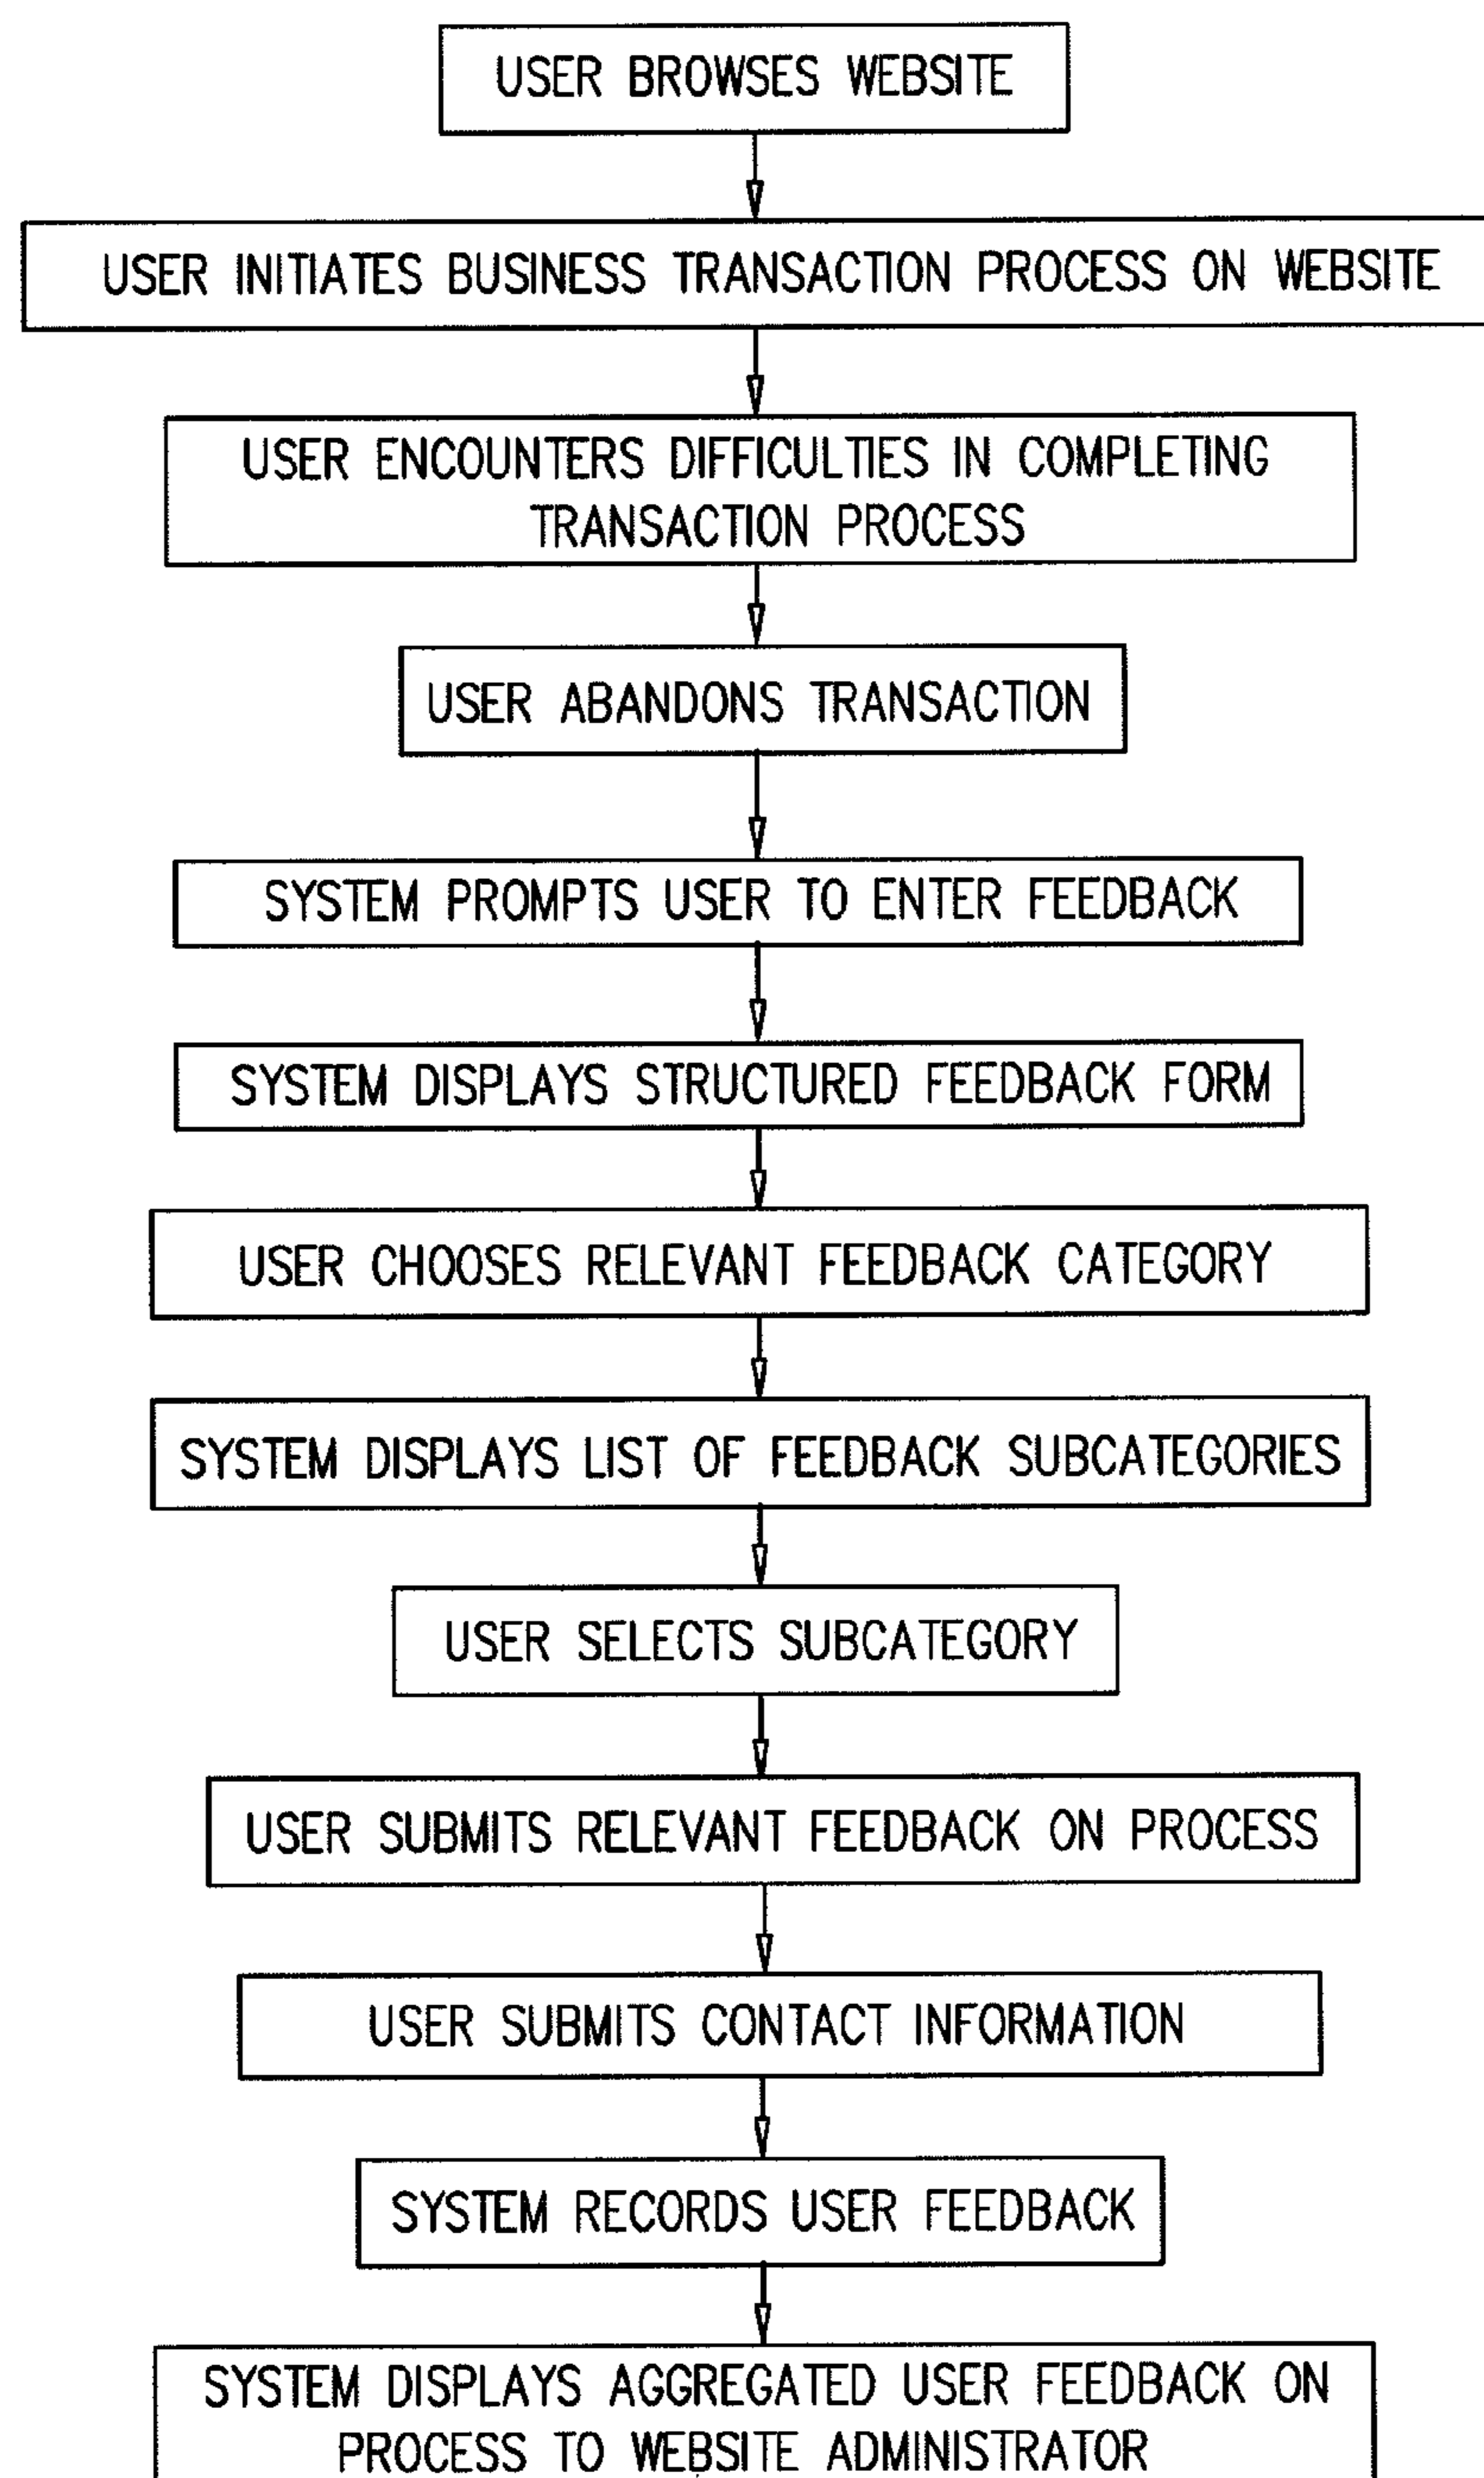 USER BROWSES WEBSITE
USER INITIATES BUSINESS TRANSACTION PROCESS ON WEBSITE
USER ENCOUNTERS DIFFICULTIES IN COMPLETING
TRANSACTION PROCESS
USER ABANDONS TRANSACTION
SYSTEM PROMPTS USER TO ENTER FEEDBACK
SYSTEM DISPLAYS STRUCTURED FEEDBACK FORM
USER CHOOSES RELEVANT FEEDBACK CATEGORY
SYSTEM DISPLAYS LIST OF FEEDBACK SUBCATEGORIES
USER SELECTS SUBCATEGORY
USER SUBMITS RELEVANT FEEDBACK ON PROCESS
USER SUBMITS CONTACT INFORMATION
SYSTEM RECORDS USER FEEDBACK
SYSTEM DISPLAYS AGGREGATED USER FEEDBACK ON
PROCESS TO WEBSITE ADMINISTRATOR